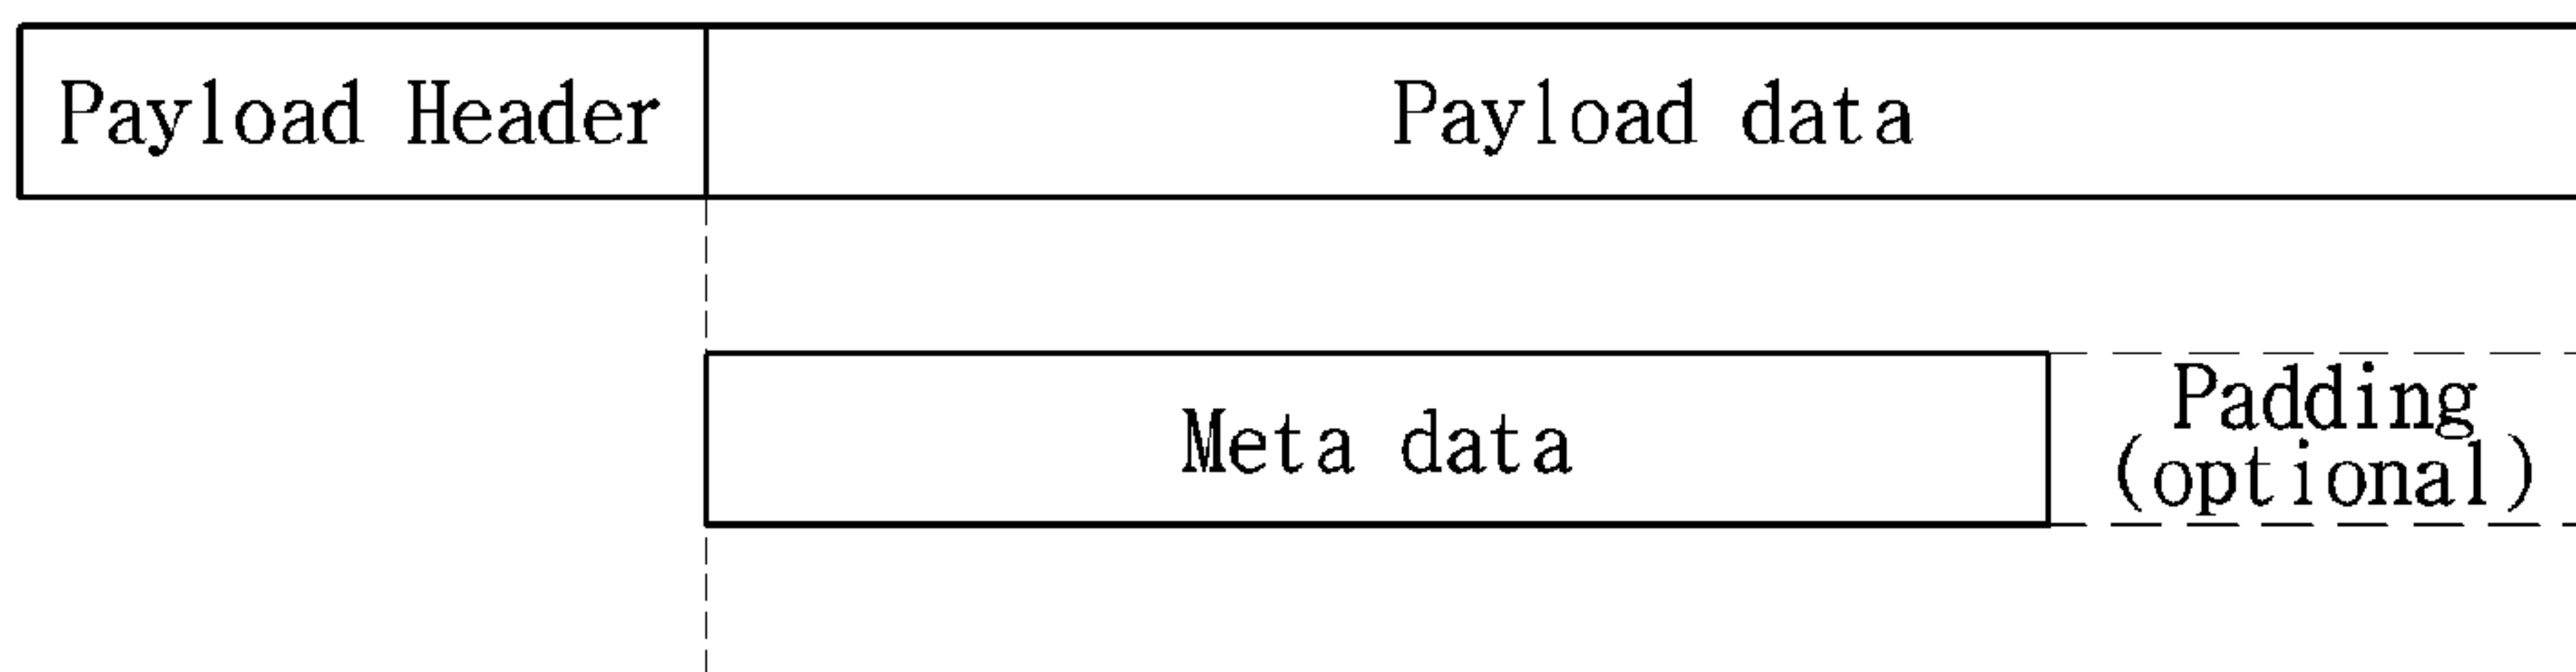 Payload Header Payload data
Meta data
Padding
(optional)